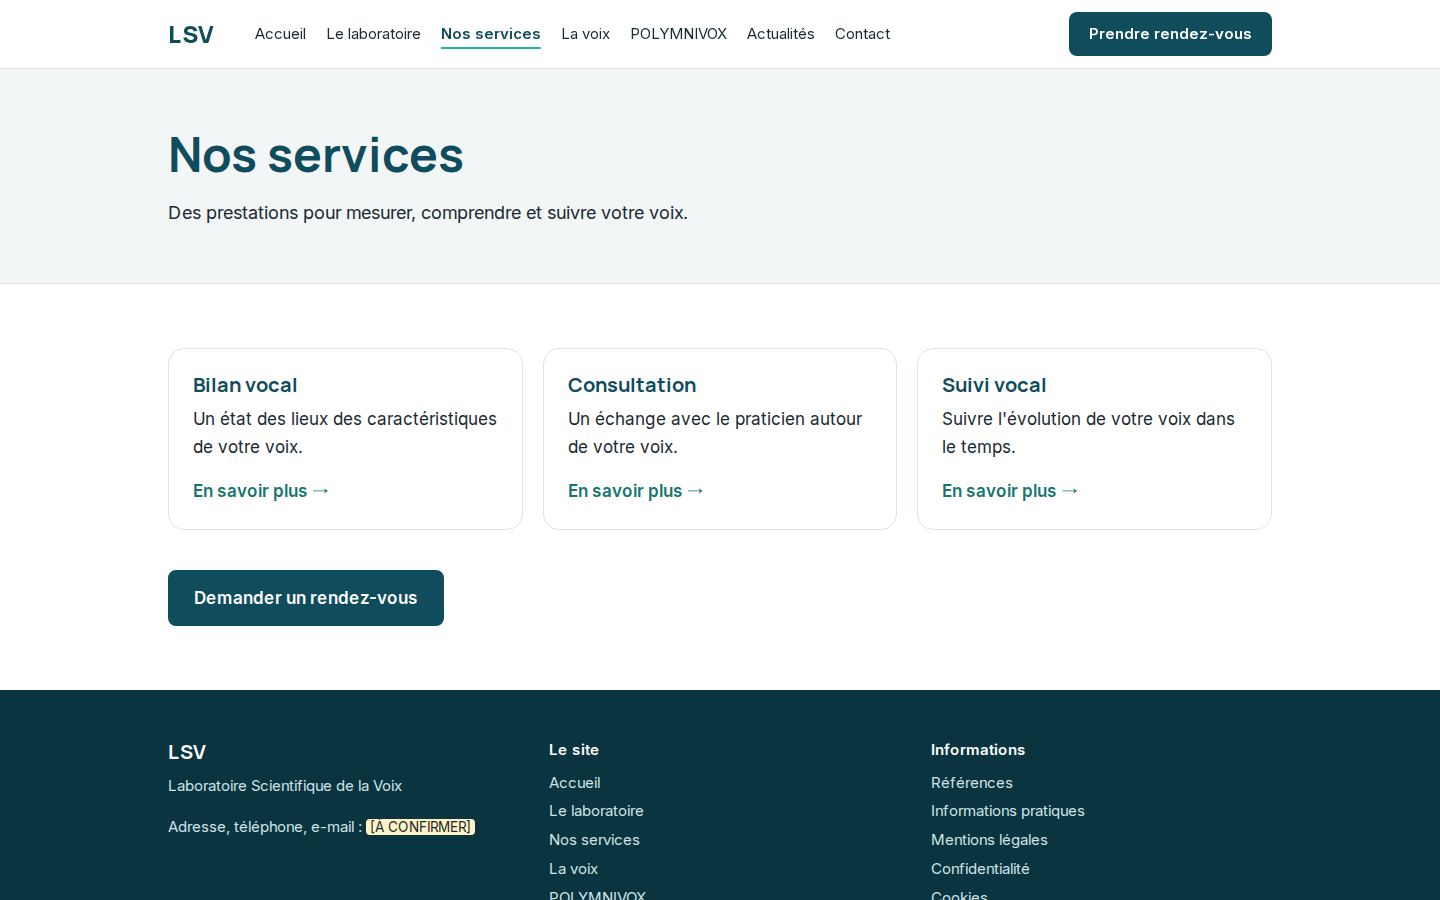 LSV
Accueil
Le laboratoire
Nos services
La voix
POLYMNIVOX
Actualités
Contact
Prendre rendez-vous
Nos services
Des prestations pour mesurer, comprendre et suivre votre voix.
Bilan vocal
Un état des lieux des caractéristiques
de votre voix.
En savoir plus →
Consultation
Un échange avec le praticien autour
de votre voix.
En savoir plus →
Suivi vocal
Suivre l'évolution de votre voix dans
le temps.
En savoir plus →
Demander un rendez-vous
LSV
Laboratoire Scientifique de la Voix
Adresse, téléphone, e-mail : [À CONFIRMER]
Le site
Accueil
Le laboratoire
Nos services
La voix
POLYMNIVOX
Informations
Références
Informations pratiques
Mentions légales
Confidentialité
Cookies